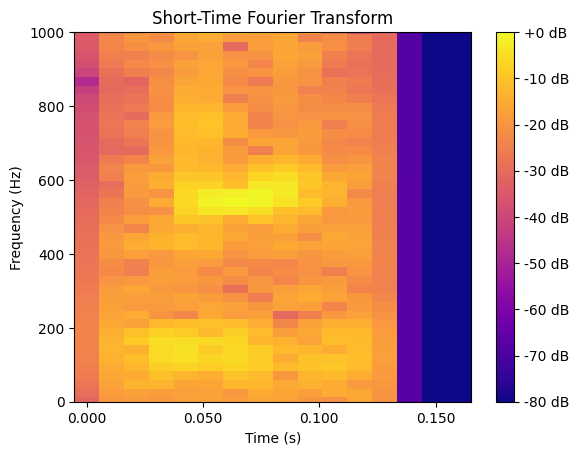 Short-Time Fourier Transform
Frequency (Hz)
1000
800
600
400
200
0
0.000
0.050
0.100
0.150
Time (s)
+0 dB
-10 dB
-20 dB
-30 dB
-40 dB
-50 dB
-60 dB
-70 dB
-80 dB